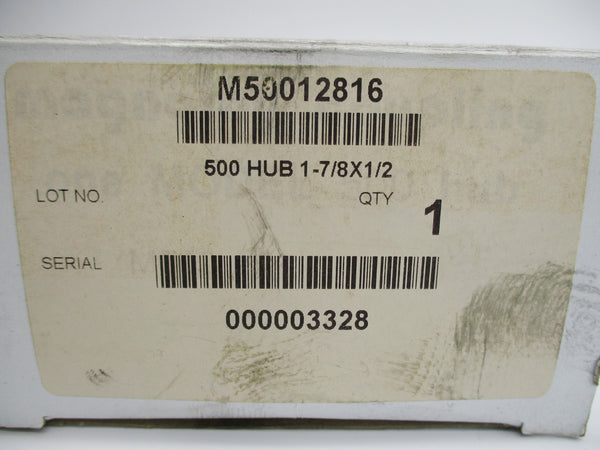 M50012816
500 HUB 1-7/8X1/2
LOT NO. QTY 1
SERIAL
000003328